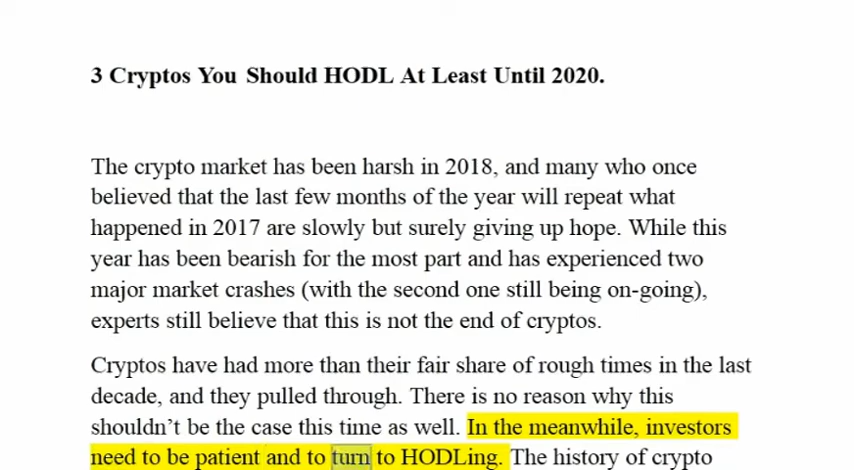 3 Cryptos You Should HODL At Least Until 2020.
The crypto market has been harsh in 2018, and many who once
believed that the last few months of the year will repeat what
happened in 2017 are slowly but surely giving up hope. While this
year has been bearish for the most part and has experienced two
major market crashes (with the second one still being on-going),
experts still believe that this is not the end of cryptos.
Cryptos have had more than their fair share of rough times in the last
decade, and they pulled through. There is no reason why this
shouldn’t be the case this time as well. In the meanwhile, investors
need to be patient and to turn to HODLing. The history of crypto